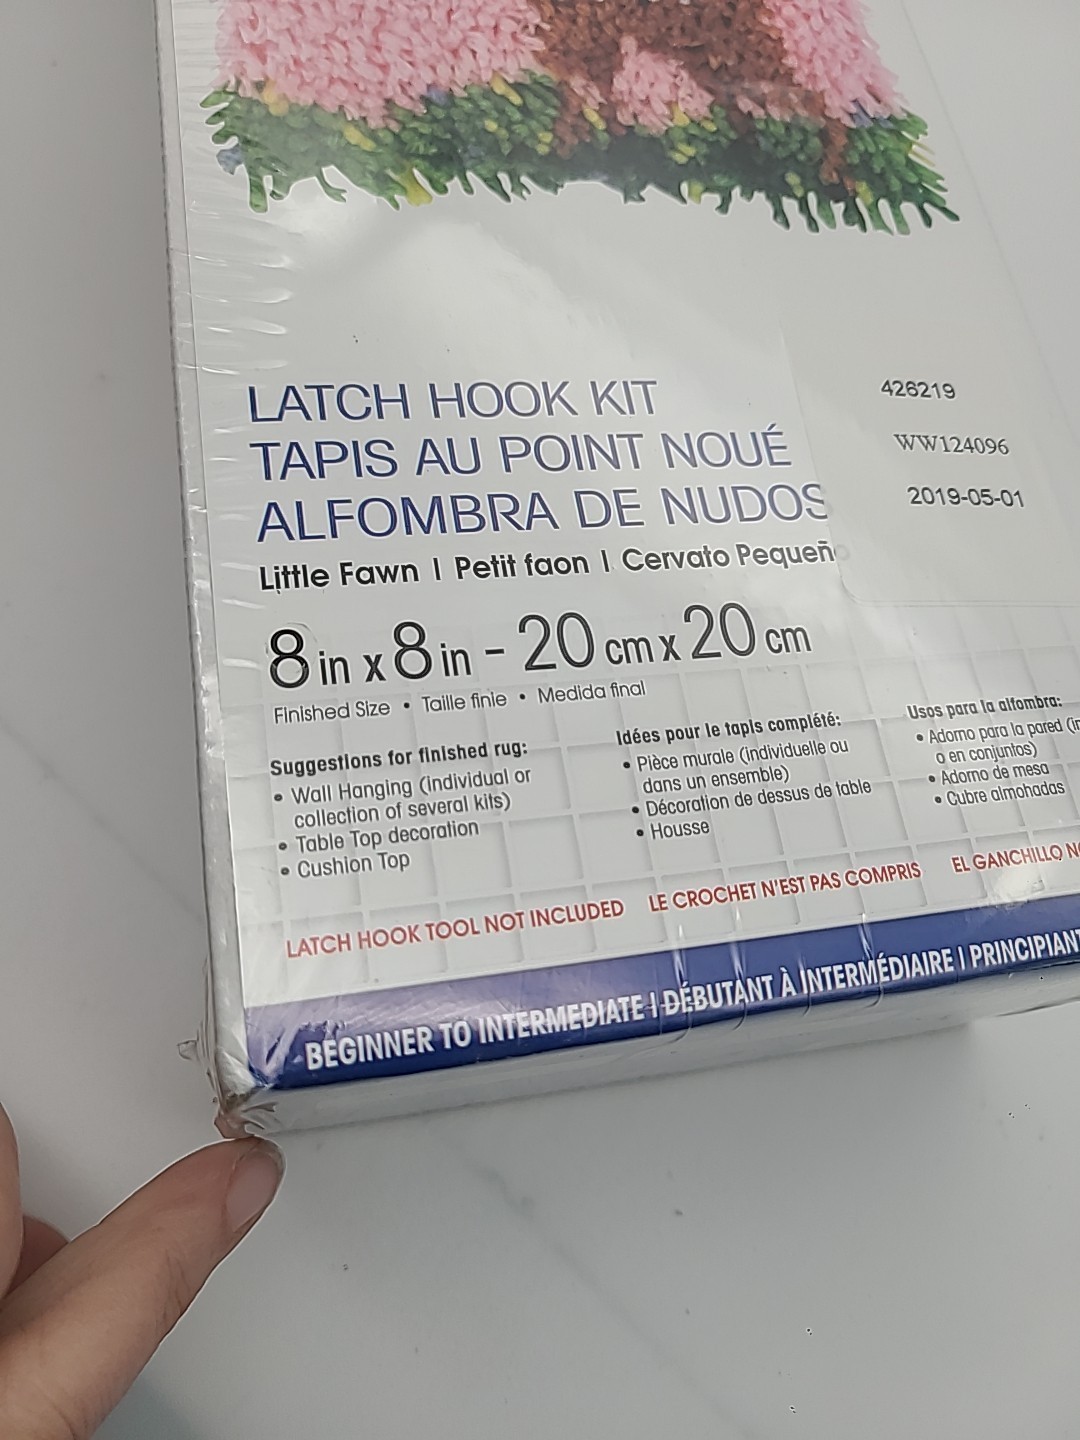 LATCH HOOK KIT
TAPIS AU POINT NOUÉ
ALFOMBRA DE NUDOS
Little Fawn | Petit faon | Cervato Pequeño
8 in x 8 in - 20 cm x 20 cm
Finished Size • Taille finie • Medida final
426219
WW124096
2019-05-01
Suggestions for finished rug:
• Wall Hanging (individual or
collection of several kits)
• Table Top decoration
• Cushion Top
Idées pour le tapis complété:
• Pièce murale (individuelle ou
dans un ensemble)
• Décoration de dessus de table
• Housse
Usos para la alfombra:
• Adorno para la pared
o en conjuntos)
• Adorno de mesa
• Cubre almohadas
LATCH HOOK TOOL NOT INCLUDED LE CROCHET N'EST PAS COMPRIS EL GANCHILLO
BEGINNER TO INTERMEDIATE | DÉBUTANT À INTERMÉDIAIRE |